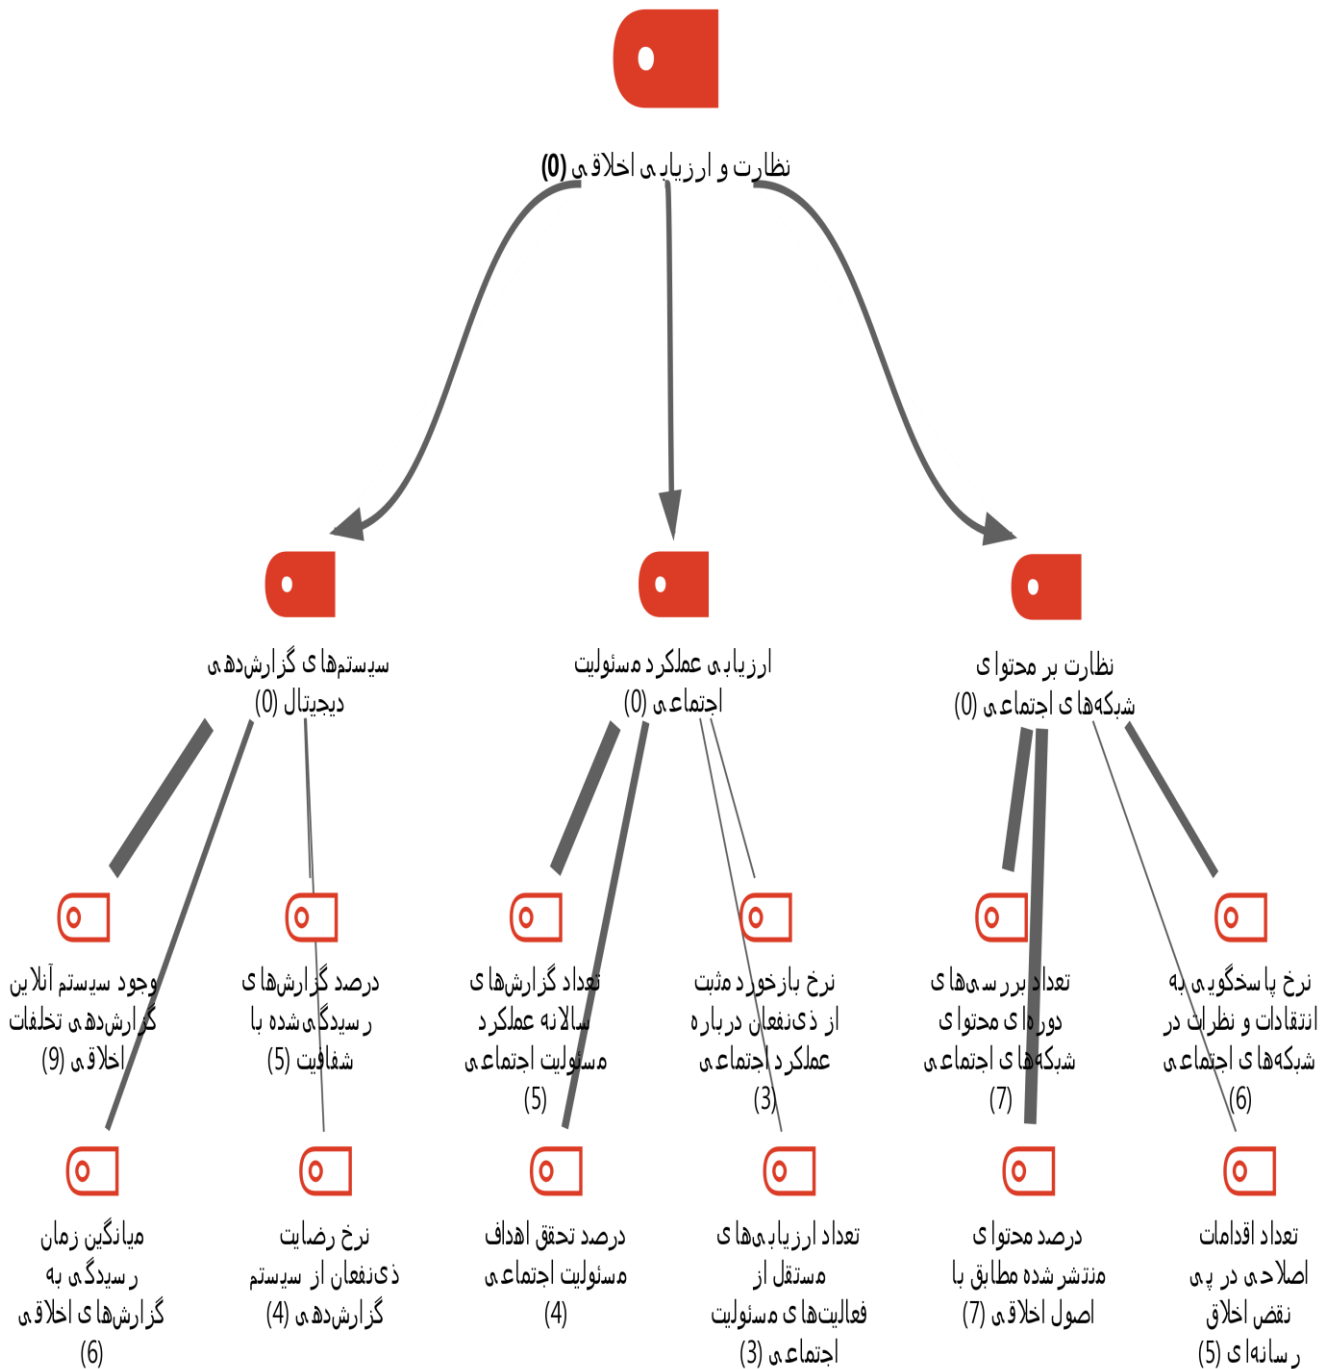 نظارت و ارزیابی اخلاقی (0)
نظارت بر محتوای
شبکه‌های اجتماعی (0)
ارزیابی عملکرد مسئولیت
اجتماعی (0)
سیستم‌های گزارش‌دهی
دیجیتال (0)
نرخ پاسخگویی به
انتقادات و نظرات در
شبکه‌های اجتماعی
(6)
تعداد بررسی‌های
دوره‌ای محتوای
شبکه‌های اجتماعی
(7)
نرخ بازخورد مثبت
از ذی‌نفعان درباره
عملکرد اجتماعی
(3)
تعداد گزارش‌های
سالانه عملکرد
مسئولیت اجتماعی
(5)
درصد گزارش‌های
رسیدگی‌شده با
شفافیت (5)
وجود سیستم آنلاین
گزارش‌دهی تخلفات
اخلاقی (9)
تعداد اقدامات
اصلاحی در پی
نقض اخلاق
رسانه‌ای (5)
درصد محتوای
منتشر شده مطابق با
اصول اخلاقی (7)
تعداد ارزیابی‌های
مستقل از
فعالیت‌های مسئولیت
اجتماعی (3)
درصد تحقق اهداف
مسئولیت اجتماعی
(4)
نرخ رضایت
ذی‌نفعان از سیستم
گزارش‌دهی (4)
میانگین زمان
رسیدگی به
گزارش‌های اخلاقی
(6)